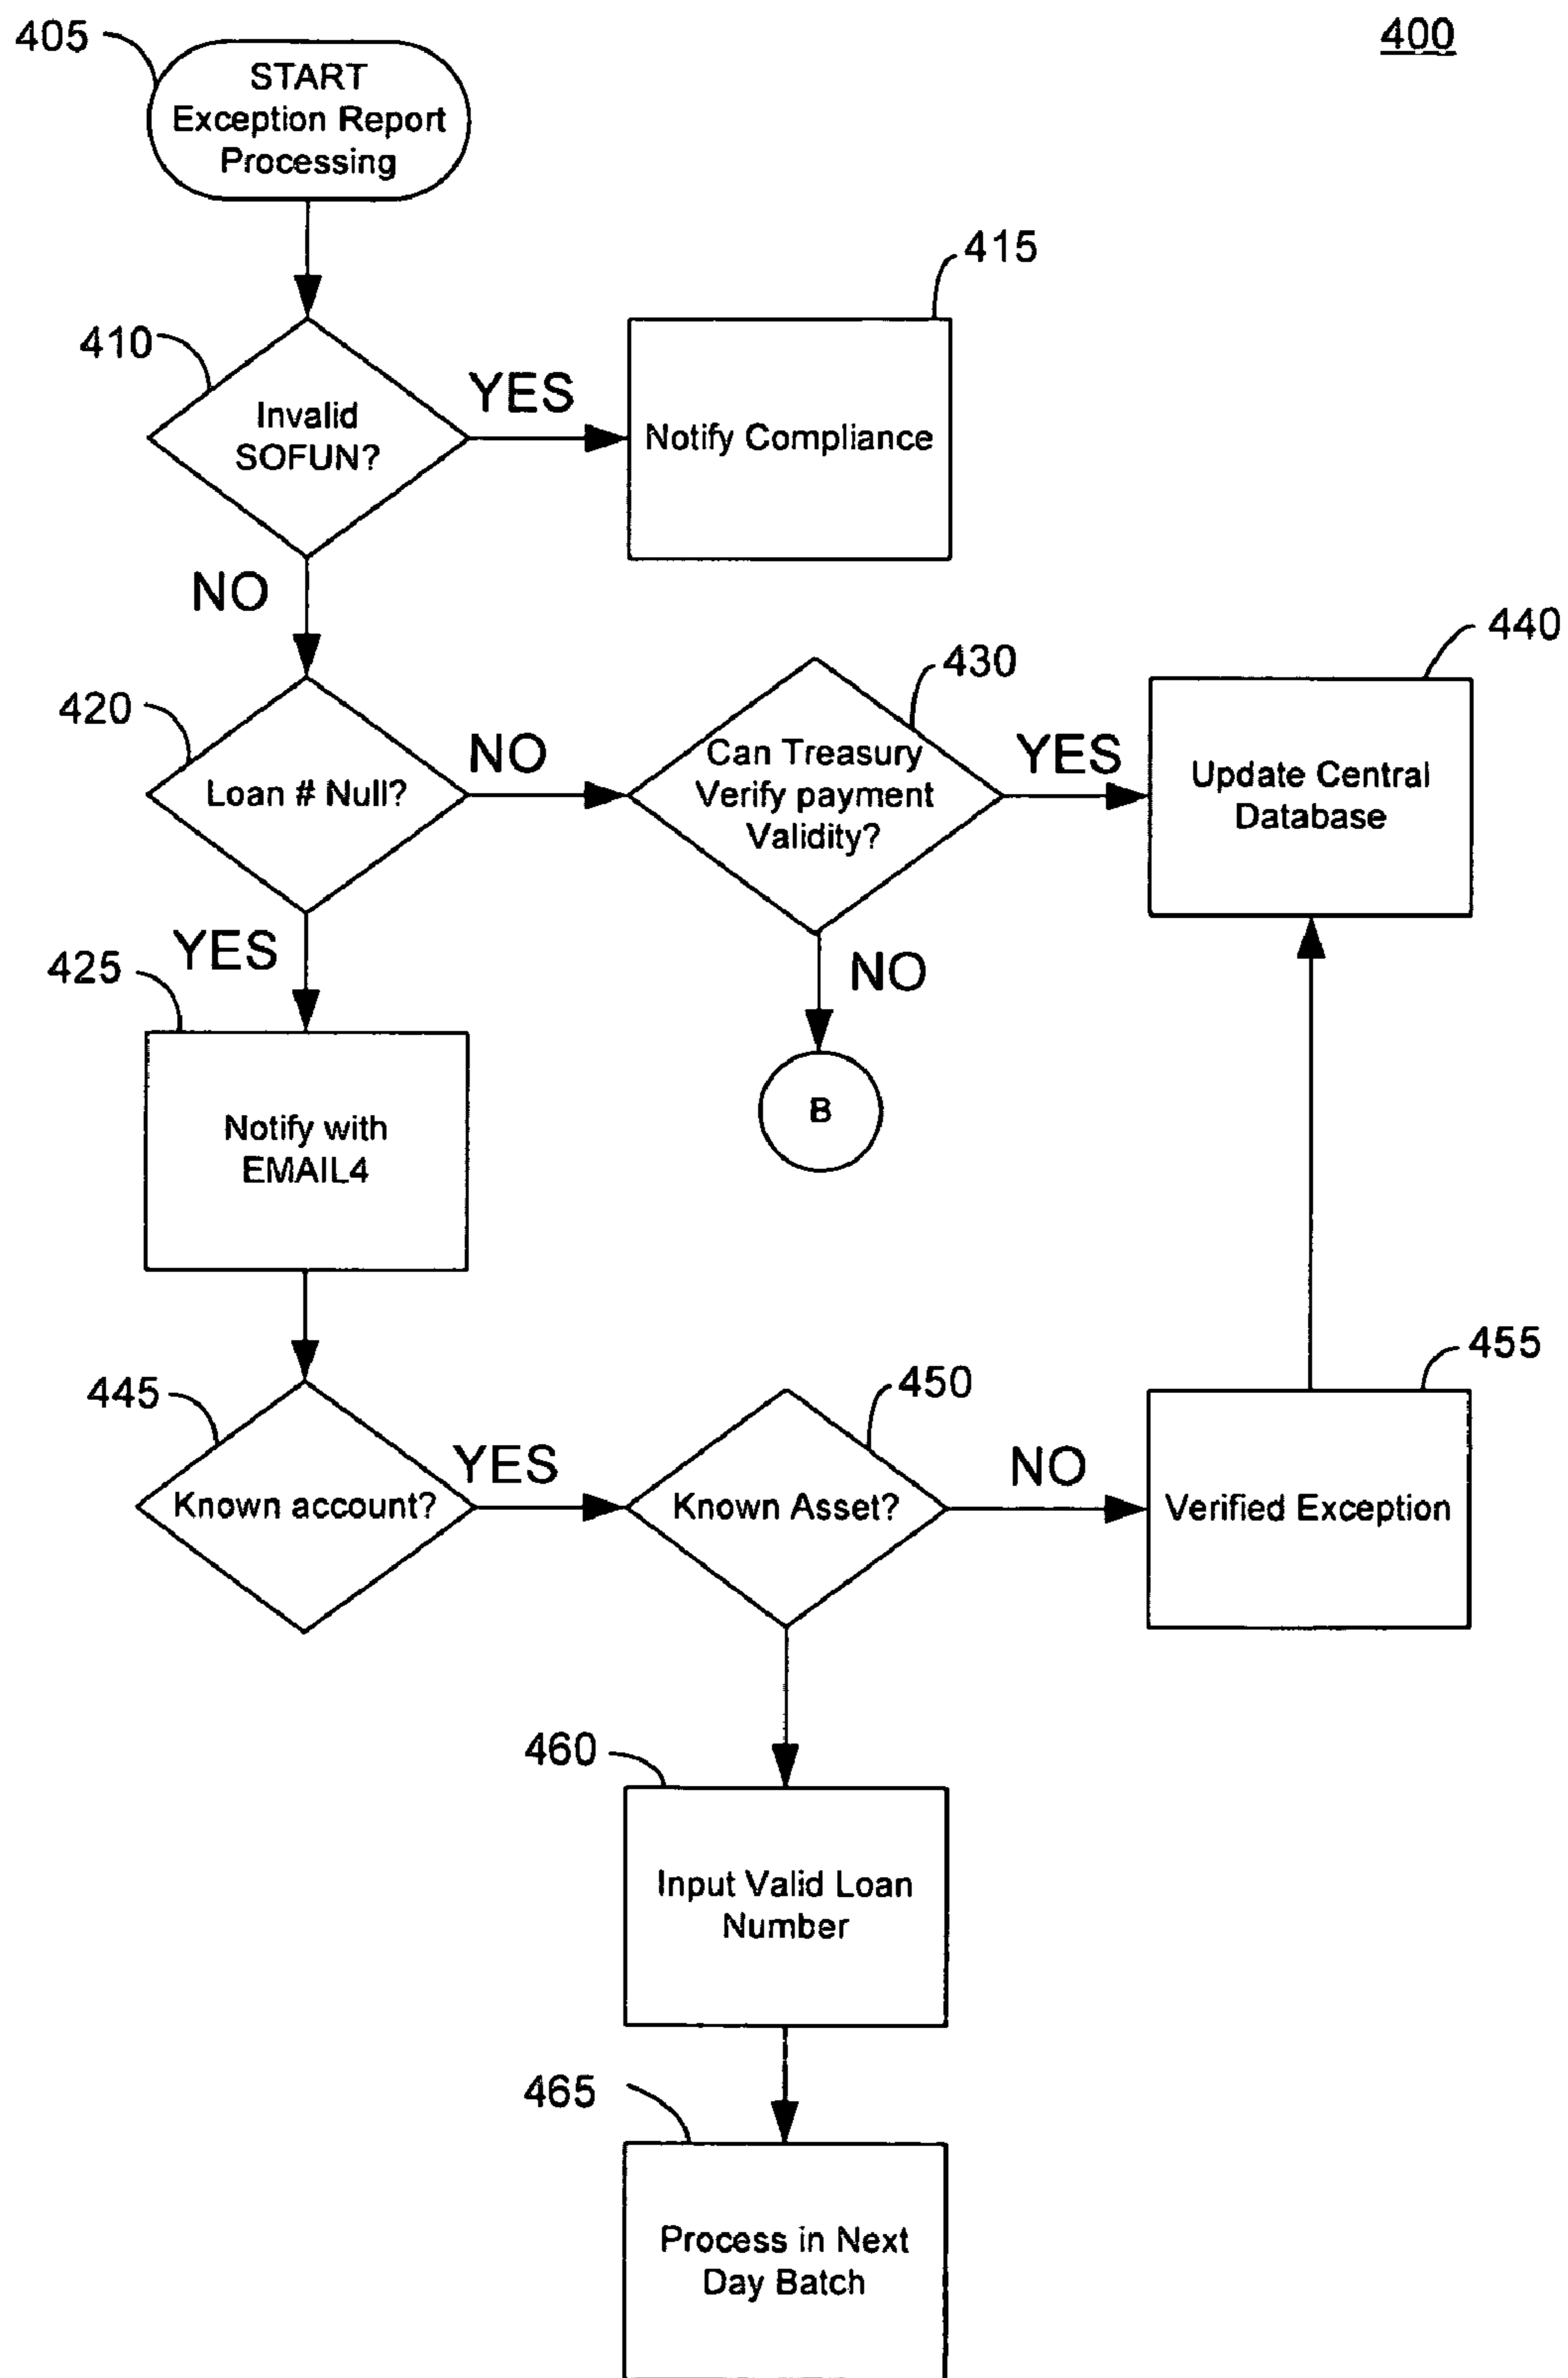 400
405
START
Exception Report
Processing
415
410
Invalid
SOFUN?
YES
Notify Compliance
NO
440
430
420
Loan # Null?
NO
Can Treasury
Verify payment
Validity?
YES
Update Central
Database
YES
425
NO
B
Notify with
EMAIL4
455
450
445
Known account?
YES
Known Asset?
NO
Verified Exception
460
Input Valid Loan
Number
465
Process in Next
Day Batch